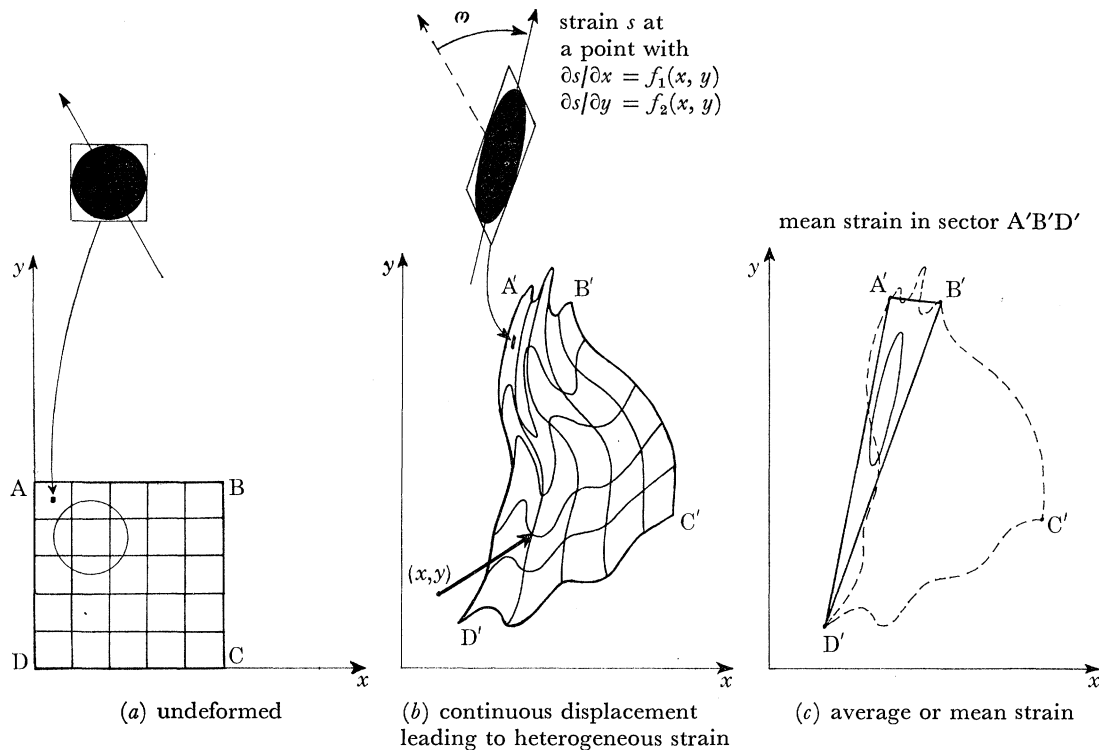 ω
strain s at
a point with
∂s/∂x = f₁(x, y)
∂s/∂y = f₂(x, y)
mean strain in sector A′B′D′
y
A
B
D
C
x
y
A′
B′
C′
(x,y)
D′
x
y
A′
B′
C′
D′
x
(a) undeformed
(b) continuous displacement
leading to heterogeneous strain
(c) average or mean strain